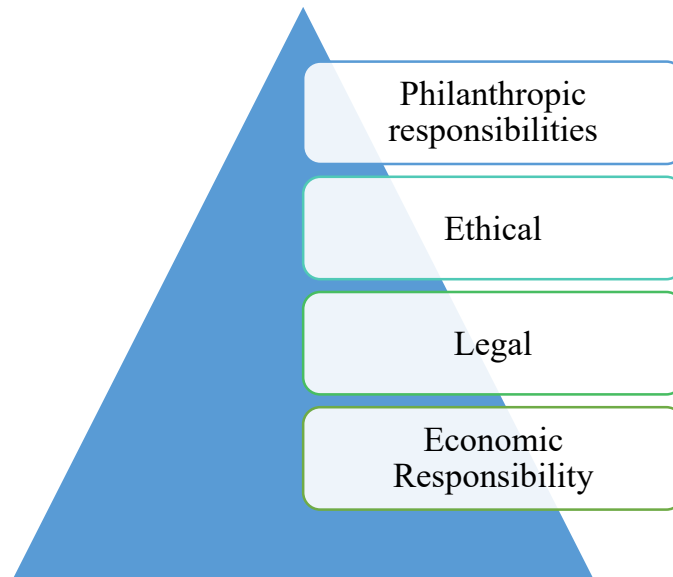 Philanthropic
responsibilities
Ethical
Legal
Economic
Responsibility